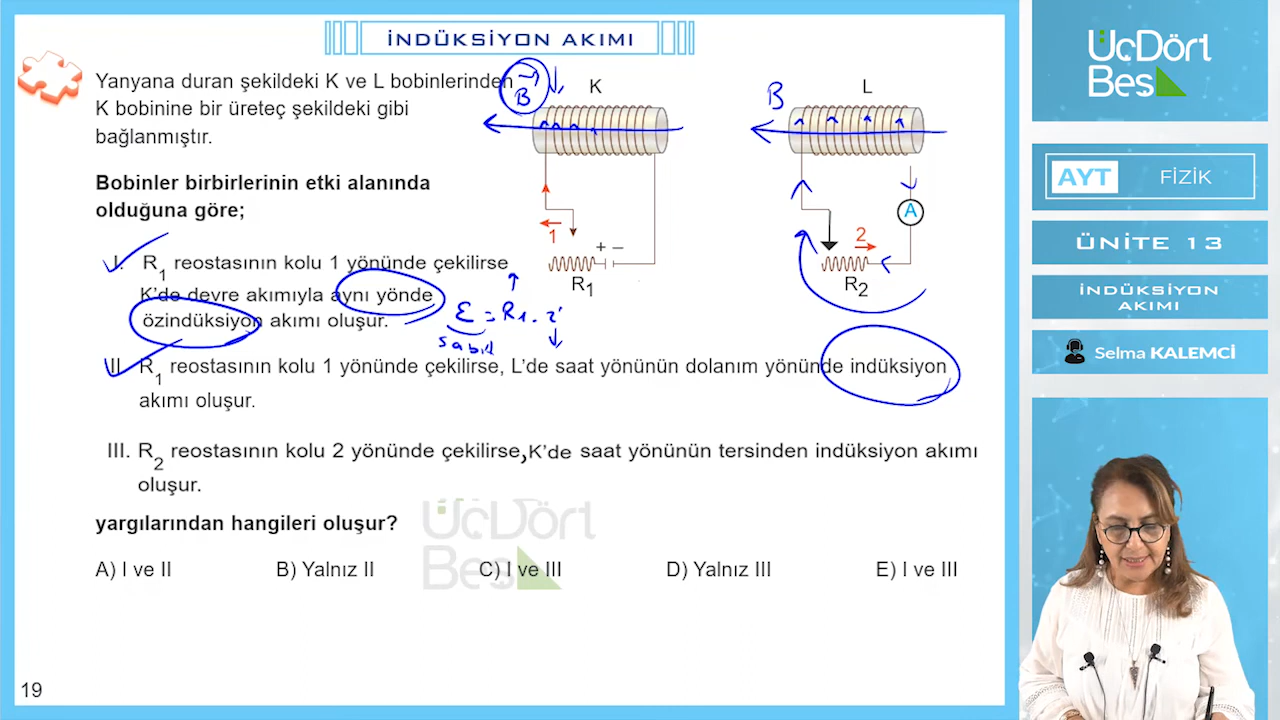 İNDÜKSİYON AKIMI
Yanyana duran şekildeki K ve L bobinlerinden
K bobinine bir üreteç şekildeki gibi
bağlanmıştır.
Bobinler birbirlerinin etki alanında
olduğuna göre;
I. R1 reostasının kolu 1 yönünde çekilirse
K'de devre akımıyla aynı yönde
özindüksiyon akımı oluşur.
II. R1 reostasının kolu 1 yönünde çekilirse, L'de saat yönünün dolanım yönünde indüksiyon
akımı oluşur.
III. R2 reostasının kolu 2 yönünde çekilirse,K'de saat yönünün tersinden indüksiyon akımı
oluşur.
yargılarından hangileri oluşur?
A) I ve II B) Yalnız II C) I ve III D) Yalnız III E) I ve III
B
K
1
+ −
R1
ε = R1 . i
sabit
B
L
A
2
R2
ÜçDört
Beş
19
ÜçDört
Beş
AYT FİZİK
ÜNİTE 13
İNDÜKSİYON
AKIMI
Selma KALEMCİ